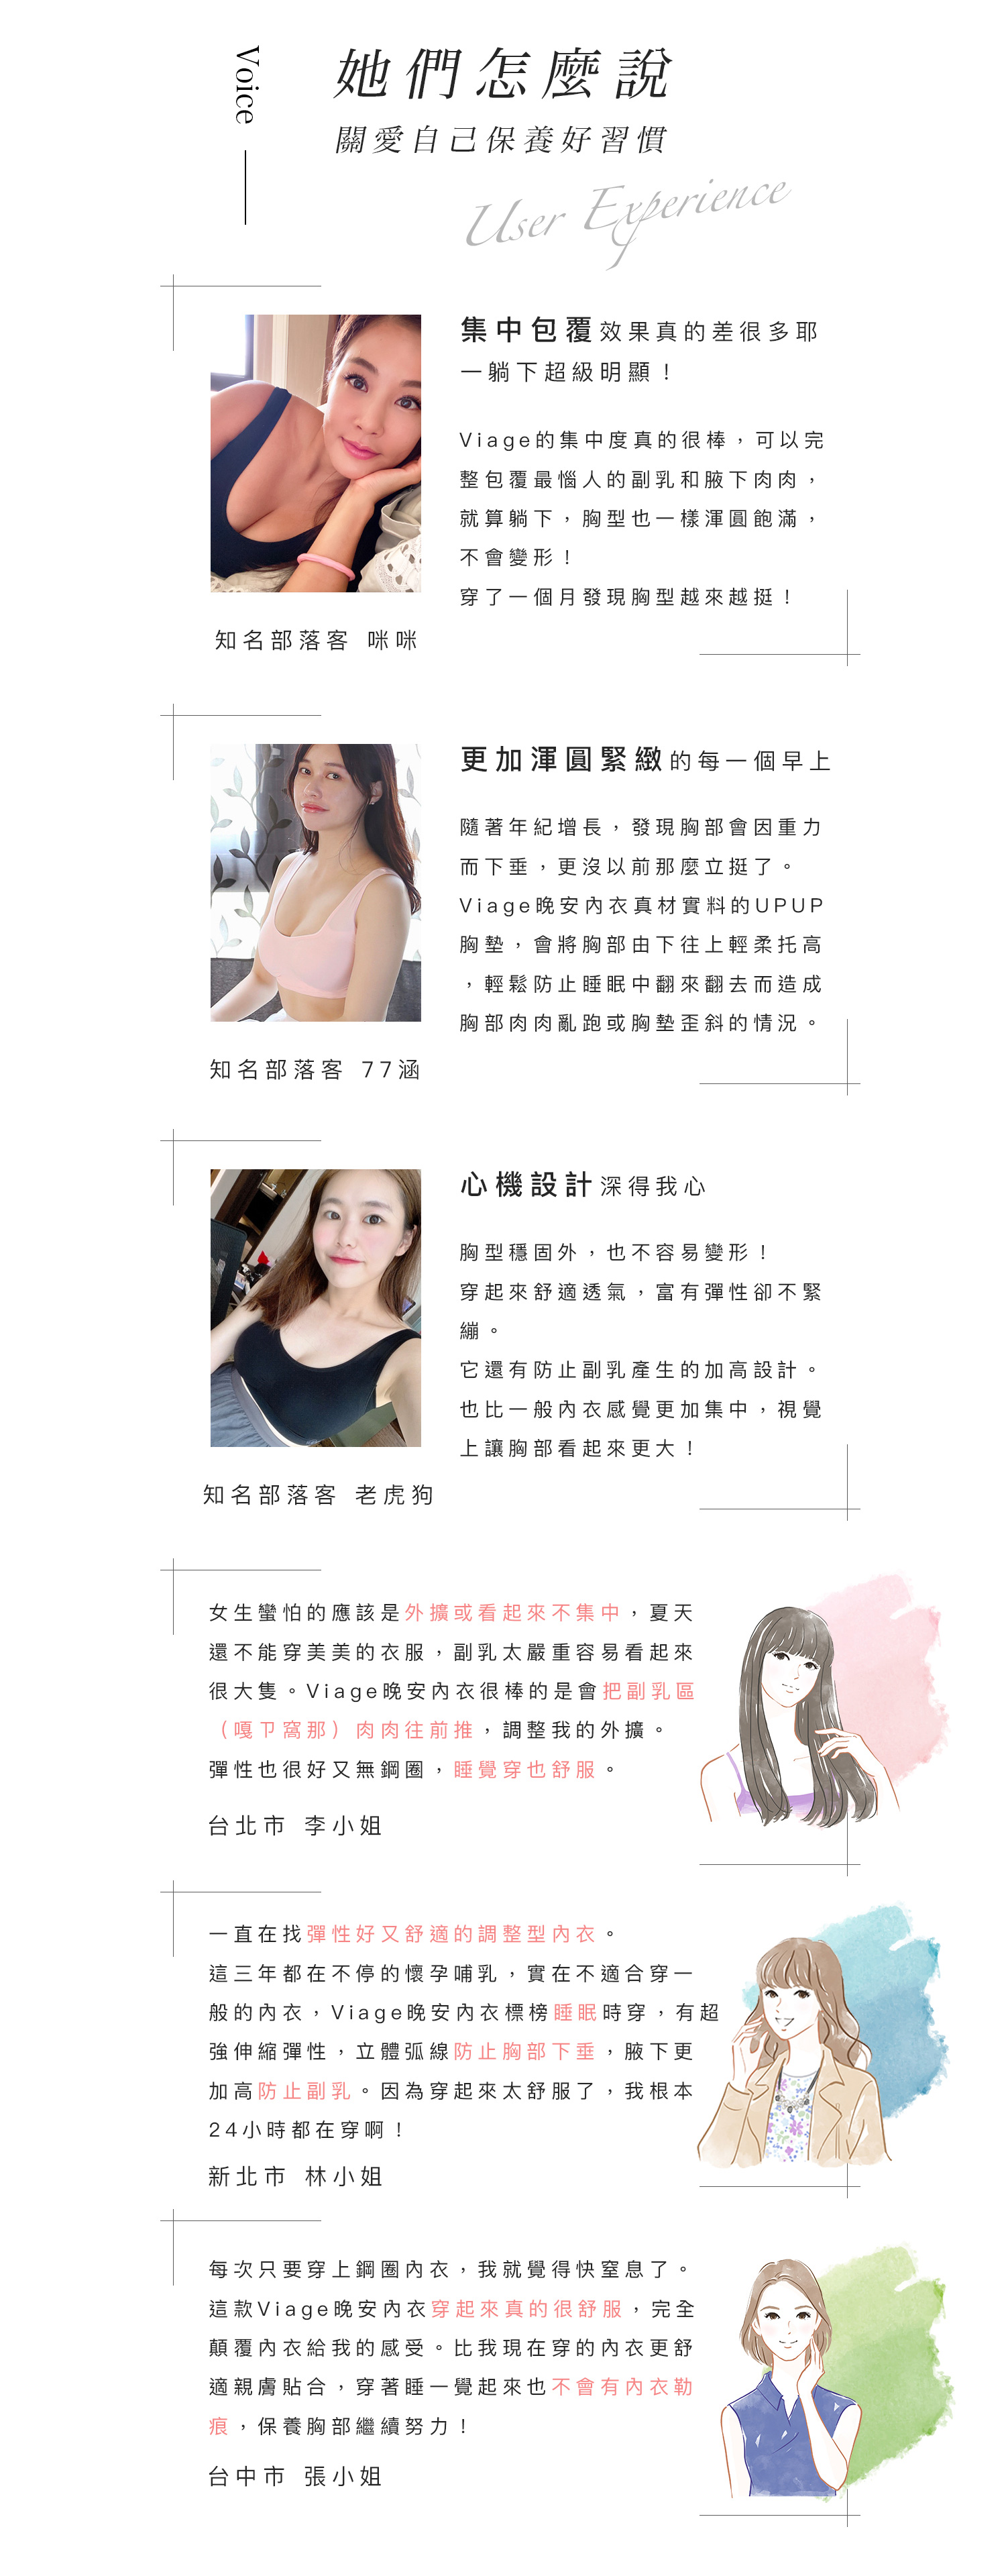 Voice
她們怎麼說
關愛自己保養好習慣
User Experience
集中包覆效果真的差很多耶
一躺下超級明顯！
Viage的集中度真的很棒，可以完
整包覆最惱人的副乳和腋下肉肉，
就算躺下，胸型也一樣渾圓飽滿，
不會變形！
穿了一個月發現胸型越來越挺！
知名部落客 咪咪
更加渾圓緊緻的每一個早上
隨著年紀增長，發現胸部會因重力
而下垂，更沒以前那麼立挺了。
Viage晚安內衣真材實料的UPUP
胸墊，會將胸部由下往上輕柔托高
，輕鬆防止睡眠中翻來翻去而造成
胸部肉肉亂跑或胸墊歪斜的情況。
知名部落客 77涵
心機設計深得我心
胸型穩固外，也不容易變形！
穿起來舒適透氣，富有彈性卻不緊
繃。
它還有防止副乳產生的加高設計。
也比一般內衣感覺更加集中，視覺
上讓胸部看起來更大！
知名部落客 老虎狗
女生蠻怕的應該是外擴或看起來不集中，夏天
還不能穿美美的衣服，副乳太嚴重容易看起來
很大隻。Viage晚安內衣很棒的是會把副乳區
（嘎ㄗ窩那）肉肉往前推，調整我的外擴。
彈性也很好又無鋼圈，睡覺穿也舒服。
台北市 李小姐
一直在找彈性好又舒適的調整型內衣。
這三年都在不停的懷孕哺乳，實在不適合穿一
般的內衣，Viage晚安內衣標榜睡眠時穿，有超
強伸縮彈性，立體弧線防止胸部下垂，腋下更
加高防止副乳。因為穿起來太舒服了，我根本
24小時都在穿啊！
新北市 林小姐
每次只要穿上鋼圈內衣，我就覺得快窒息了。
這款Viage晚安內衣穿起來真的很舒服，完全
顛覆內衣給我的感受。比我現在穿的內衣更舒
適親膚貼合，穿著睡一覺起來也不會有內衣勒
痕，保養胸部繼續努力！
台中市 張小姐